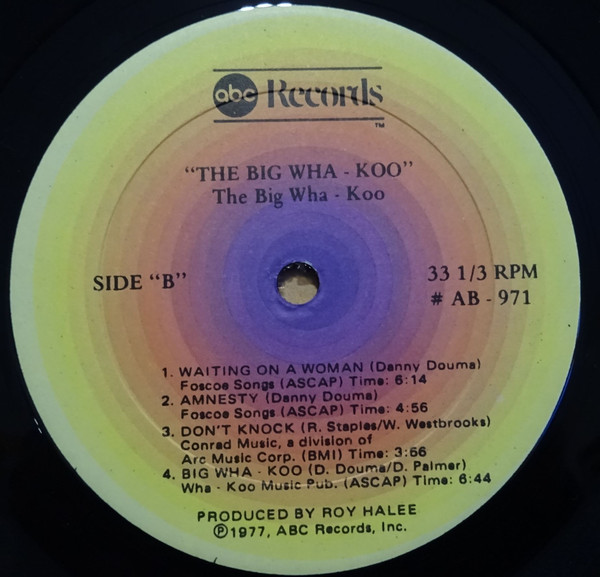 abc Records
TM
"THE BIG WHA - KOO"
The Big Wha - Koo
SIDE "B"
33 1/3 RPM
# AB - 971
1. WAITING ON A WOMAN (Danny Douma)
Foscoe Songs (ASCAP) Time: 6:14
2. AMNESTY (Danny Douma)
Foscoe Songs (ASCAP) Time: 4:56
3. DON'T KNOCK (R. Staples/W. Westbrooks)
Conrad Music, a division of
Arc Music Corp. (BMI) Time: 3:56
4. BIG WHA - KOO (D. Douma/D. Palmer)
Wha - Koo Music Pub. (ASCAP) Time: 6:44
PRODUCED BY ROY HALEE
℗1977, ABC Records, Inc.